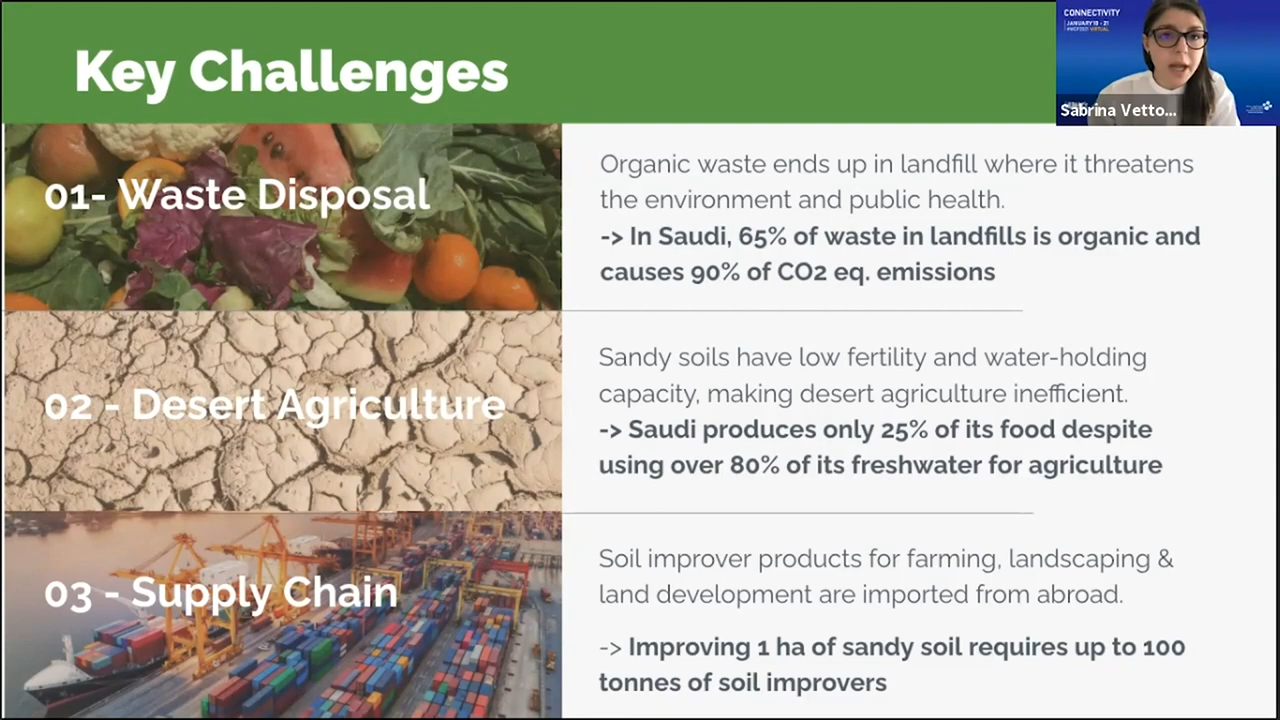 Key Challenges
CONNECTIVITY
JANUARY 19 - 21
VIRTUAL
Sabrina Vetto...
01- Waste Disposal
Organic waste ends up in landfill where it threatens
the environment and public health.
-> In Saudi, 65% of waste in landfills is organic and
causes 90% of CO2 eq. emissions
02 - Desert Agriculture
Sandy soils have low fertility and water-holding
capacity, making desert agriculture inefficient.
-> Saudi produces only 25% of its food despite
using over 80% of its freshwater for agriculture
03 - Supply Chain
Soil improver products for farming, landscaping &
land development are imported from abroad.
-> Improving 1 ha of sandy soil requires up to 100
tonnes of soil improvers